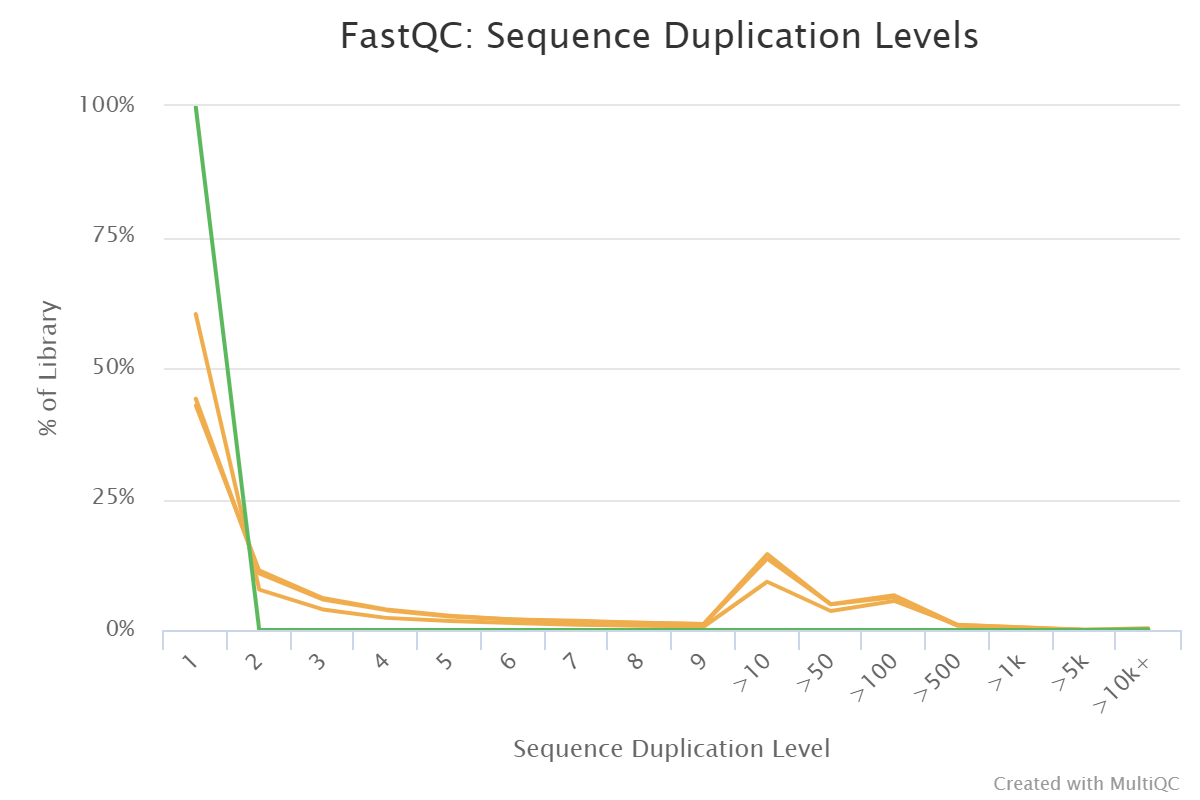 FastQC: Sequence Duplication Levels
100%
75%
50%
25%
0%
% of Library
1
2
3
4
5
6
7
8
9
>10
>50
>100
>500
>1k
>5k
>10k+
Sequence Duplication Level
Created with MultiQC